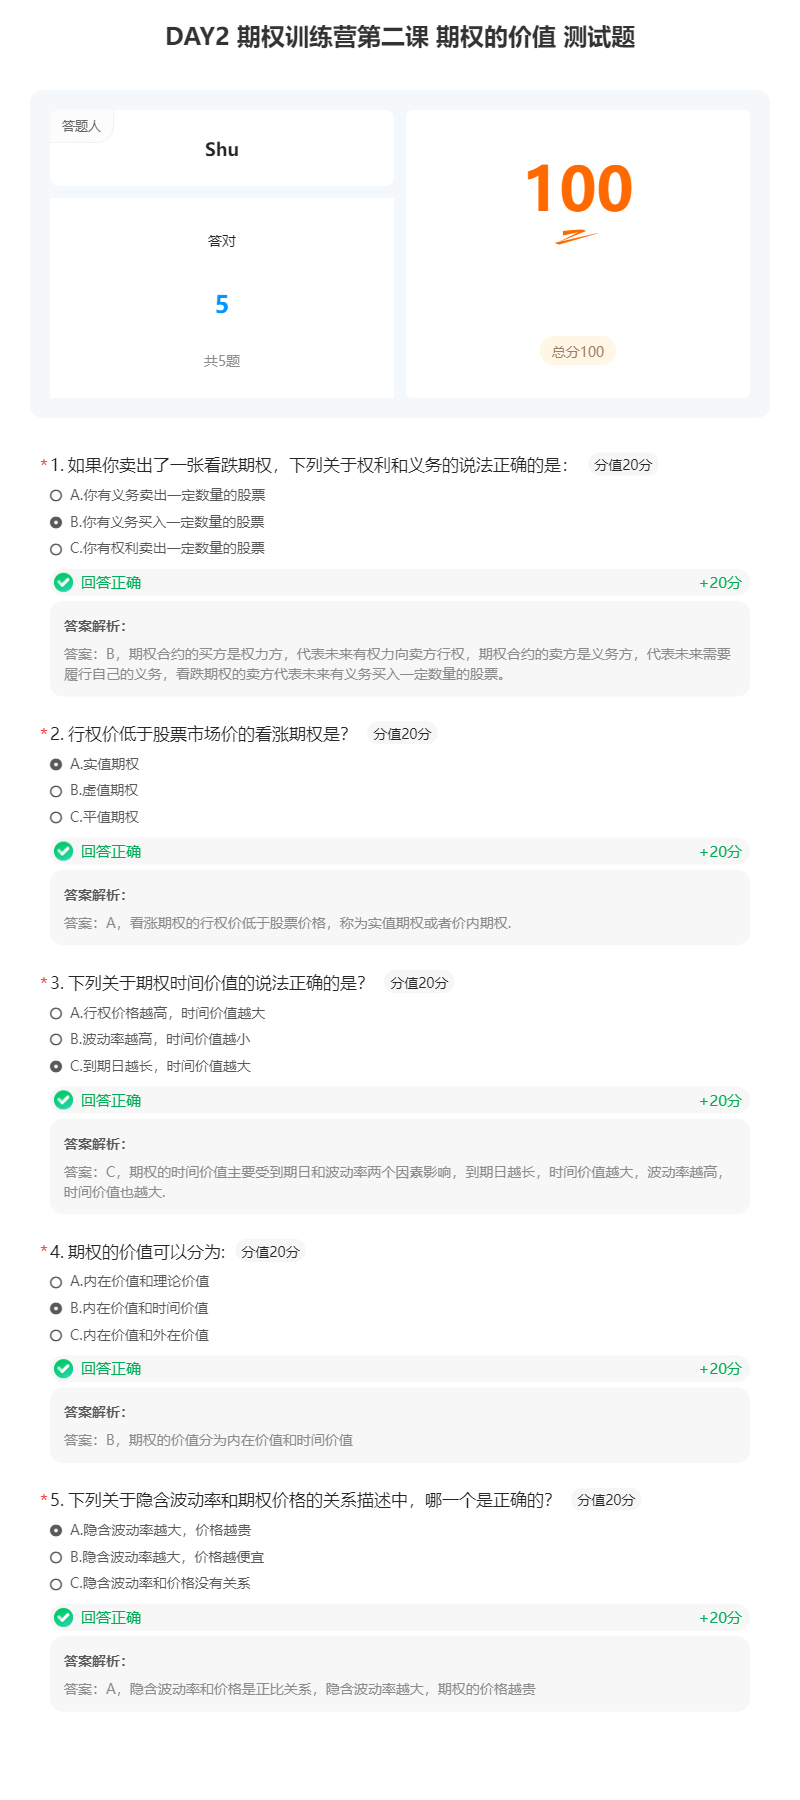 DAY2 期权训练营第二课 期权的价值 测试题
答题人
Shu
答对
5
共5题
100
总分100
*1. 如果你卖出了一张看跌期权，下列关于权利和义务的说法正确的是： 分值20分
A.你有义务卖出一定数量的股票
B.你有义务买入一定数量的股票
C.你有权利卖出一定数量的股票
回答正确 +20分
答案解析：
答案：B，期权合约的买方是权力方，代表未来有权力向卖方行权，期权合约的卖方是义务方，代表未来需要
履行自己的义务，看跌期权的卖方代表未来有义务买入一定数量的股票。
*2. 行权价低于股票市场价的看涨期权是？ 分值20分
A.实值期权
B.虚值期权
C.平值期权
回答正确 +20分
答案解析：
答案：A，看涨期权的行权价低于股票价格，称为实值期权或者价内期权.
*3. 下列关于期权时间价值的说法正确的是？ 分值20分
A.行权价格越高，时间价值越大
B.波动率越高，时间价值越小
C.到期日越长，时间价值越大
回答正确 +20分
答案解析：
答案：C，期权的时间价值主要受到期日和波动率两个因素影响，到期日越长，时间价值越大，波动率越高，
时间价值也越大.
*4. 期权的价值可以分为: 分值20分
A.内在价值和理论价值
B.内在价值和时间价值
C.内在价值和外在价值
回答正确 +20分
答案解析：
答案：B，期权的价值分为内在价值和时间价值
*5. 下列关于隐含波动率和期权价格的关系描述中，哪一个是正确的？ 分值20分
A.隐含波动率越大，价格越贵
B.隐含波动率越大，价格越便宜
C.隐含波动率和价格没有关系
回答正确 +20分
答案解析：
答案：A，隐含波动率和价格是正比关系，隐含波动率越大，期权的价格越贵